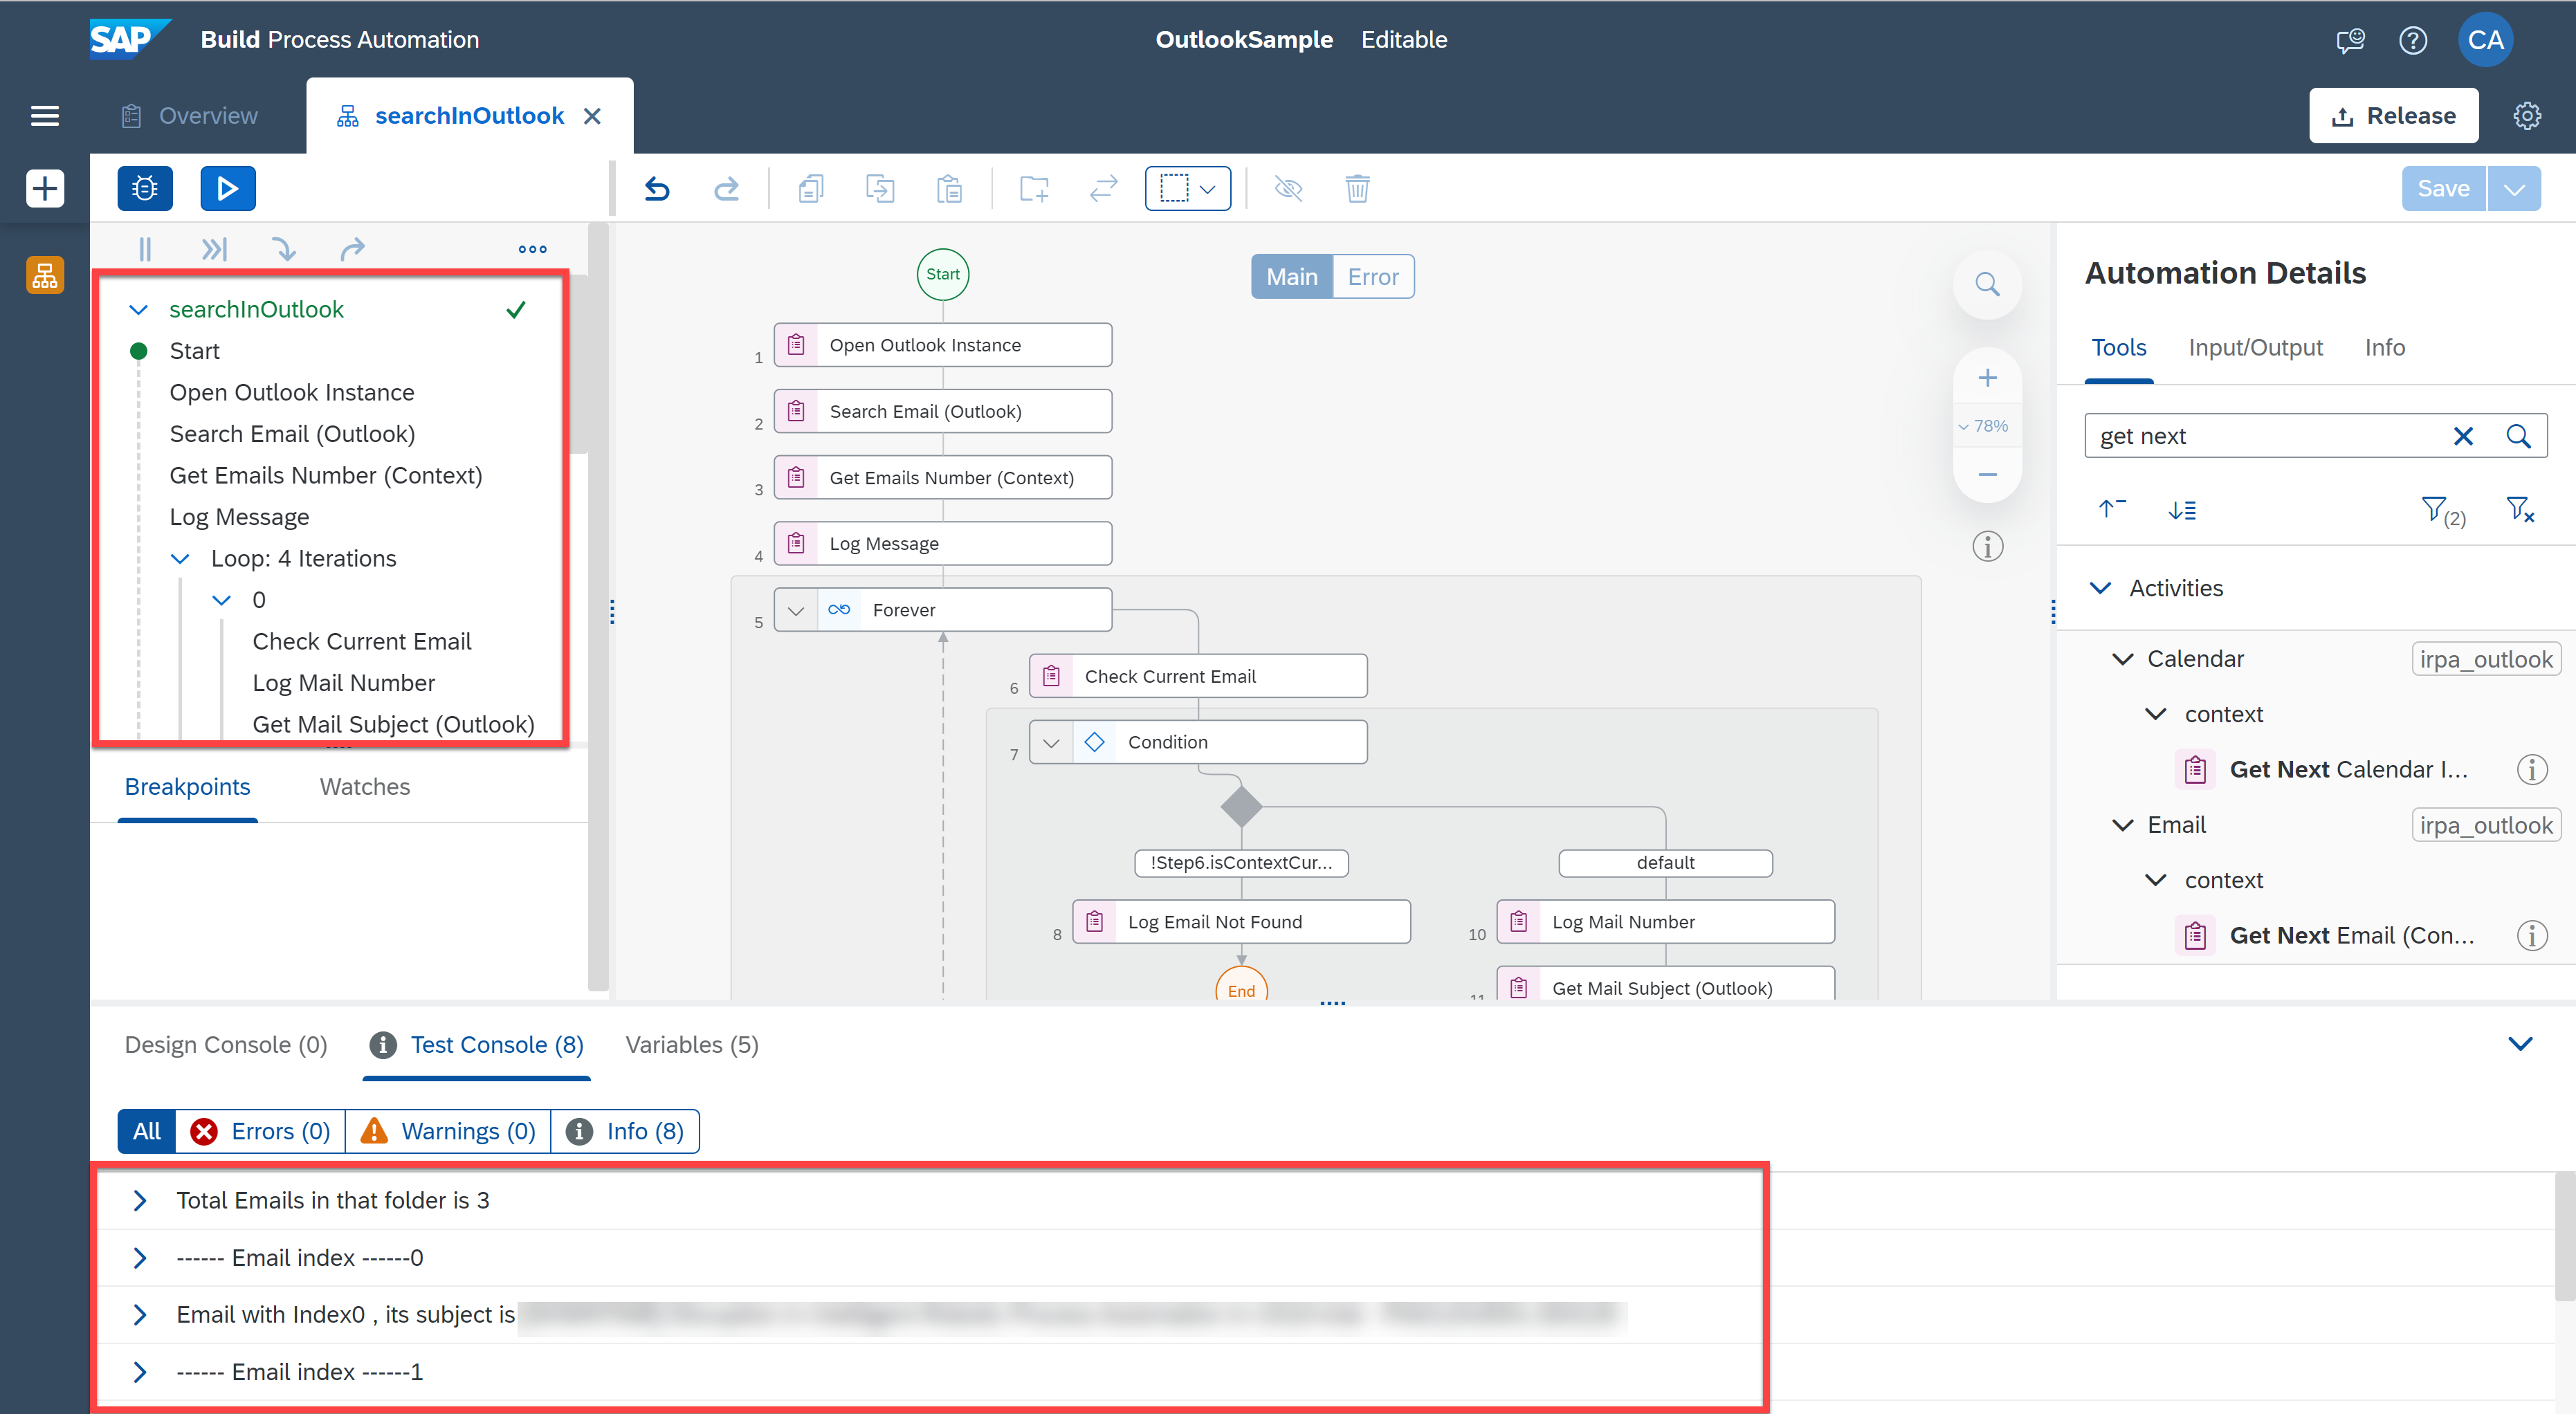 SAP Build Process Automation OutlookSample Editable CA
Overview searchInOutlook Release
Save
searchInOutlook
Start
Open Outlook Instance
Search Email (Outlook)
Get Emails Number (Context)
Log Message
Loop: 4 Iterations
0
Check Current Email
Log Mail Number
Get Mail Subject (Outlook)
Breakpoints Watches
Start
Main Error
1 Open Outlook Instance
2 Search Email (Outlook)
3 Get Emails Number (Context)
4 Log Message
5 Forever
6 Check Current Email
7 Condition
!Step6.isContextCur... default
8 Log Email Not Found
10 Log Mail Number
End
11 Get Mail Subject (Outlook)
78%
Automation Details
Tools Input/Output Info
get next
(2)
Activities
Calendar irpa_outlook
context
Get Next Calendar I...
Email irpa_outlook
context
Get Next Email (Con...
Design Console (0) Test Console (8) Variables (5)
All Errors (0) Warnings (0) Info (8)
Total Emails in that folder is 3
------ Email index ------0
Email with Index0 , its subject is
------ Email index ------1